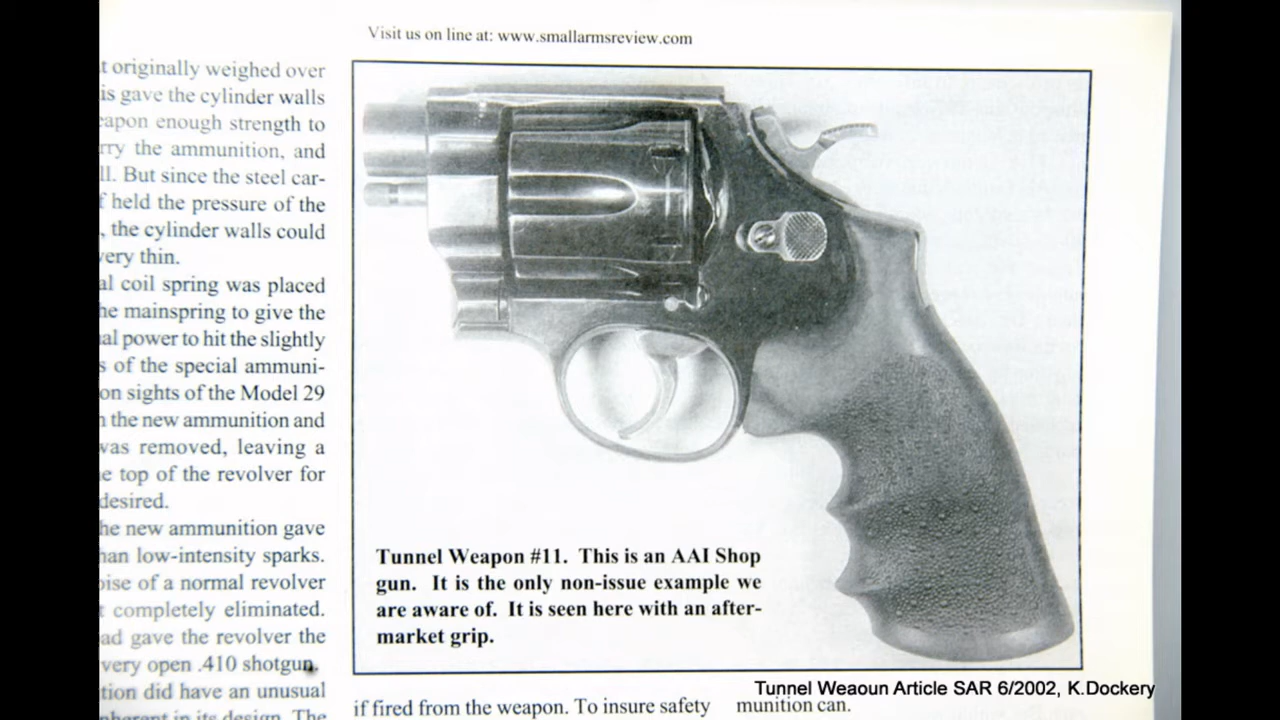 Visit us on line at: www.smallarmsreview.com
t originally weighed over
is gave the cylinder walls
eapon enough strength to
rry the ammunition, and
ll. But since the steel car-
f held the pressure of the
, the cylinder walls could
very thin.
al coil spring was placed
he mainspring to give the
al power to hit the slightly
s of the special ammuni-
on sights of the Model 29
n the new ammunition and
was removed, leaving a
e top of the revolver for
desired.
he new ammunition gave
han low-intensity sparks.
oise of a normal revolver
t completely eliminated.
ad gave the revolver the
very open .410 shotgun.
tion did have an unusual
nherent in its design. The
Tunnel Weapon #11. This is an AAI Shop
gun. It is the only non-issue example we
are aware of. It is seen here with an after-
market grip.
if fired from the weapon. To insure safety
munition can.
Tunnel Weaoun Article SAR 6/2002, K.Dockery